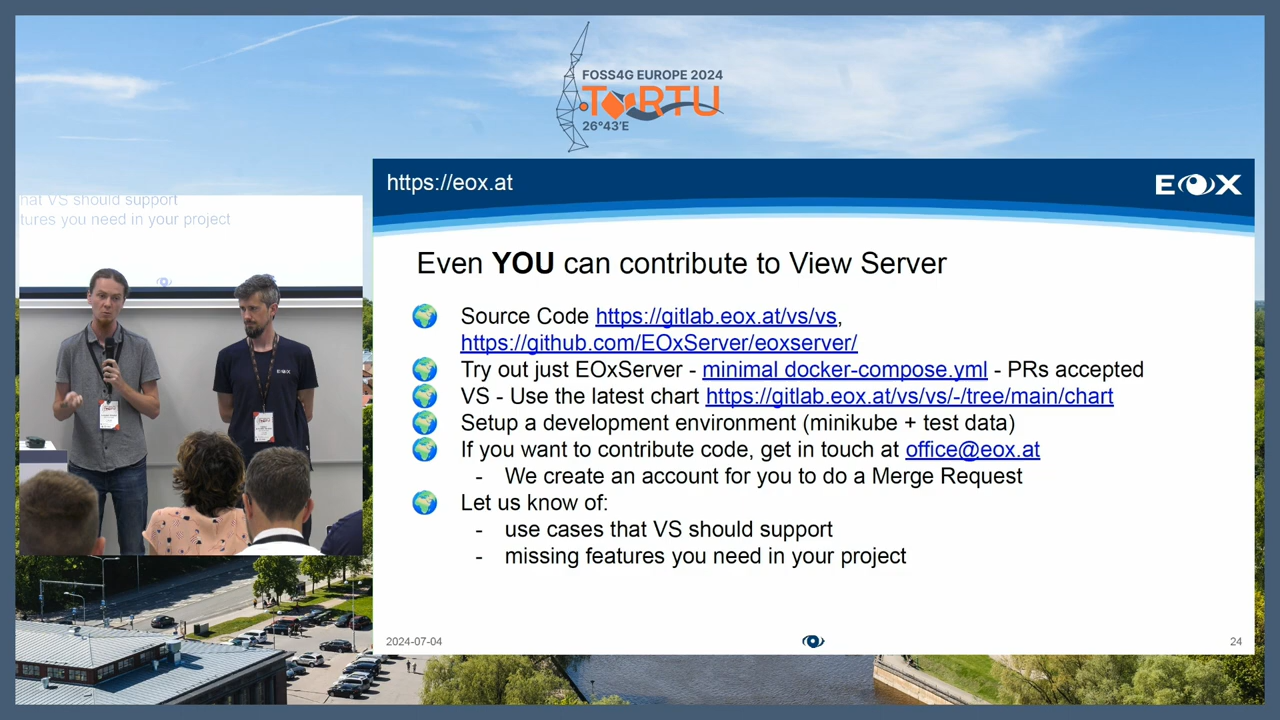 FOSS4G EUROPE 2024
TARTU
26°43'E
https://eox.at
EOX
hat VS should support
tures you need in your project
Even YOU can contribute to View Server
Source Code https://gitlab.eox.at/vs/vs,
https://github.com/EOxServer/eoxserver/
Try out just EOxServer - minimal docker-compose.yml - PRs accepted
VS - Use the latest chart https://gitlab.eox.at/vs/vs/-/tree/main/chart
Setup a development environment (minikube + test data)
If you want to contribute code, get in touch at office@eox.at
- We create an account for you to do a Merge Request
Let us know of:
- use cases that VS should support
- missing features you need in your project
EOX
2024-07-04
24